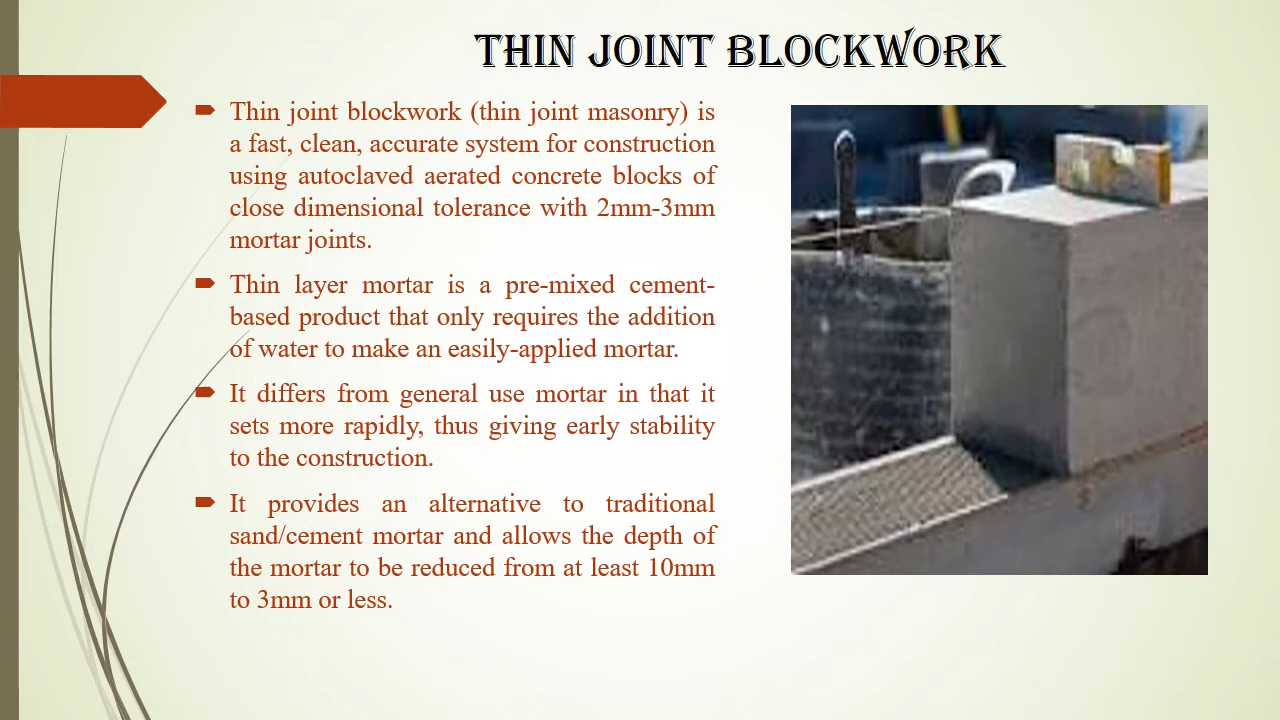 THIN JOINT BLOCKWORK
Thin joint blockwork (thin joint masonry) is
a fast, clean, accurate system for construction
using autoclaved aerated concrete blocks of
close dimensional tolerance with 2mm-3mm
mortar joints.
Thin layer mortar is a pre-mixed cement-
based product that only requires the addition
of water to make an easily-applied mortar.
It differs from general use mortar in that it
sets more rapidly, thus giving early stability
to the construction.
It provides an alternative to traditional
sand/cement mortar and allows the depth of
the mortar to be reduced from at least 10mm
to 3mm or less.